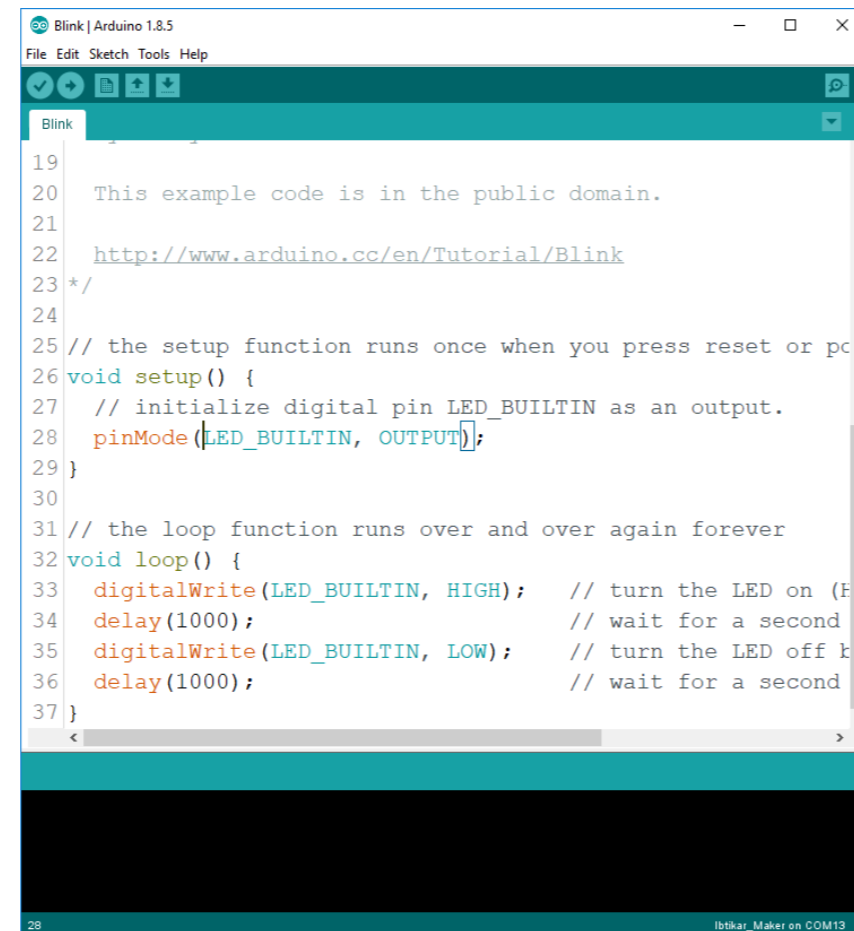 Blink | Arduino 1.8.5
File Edit Sketch Tools Help
Blink
19
20 This example code is in the public domain.
21
22 http://www.arduino.cc/en/Tutorial/Blink
23 */
24
25 // the setup function runs once when you press reset or po
26 void setup() {
27 // initialize digital pin LED_BUILTIN as an output.
28 pinMode(LED_BUILTIN, OUTPUT);
29 }
30
31 // the loop function runs over and over again forever
32 void loop() {
33 digitalWrite(LED_BUILTIN, HIGH); // turn the LED on (H
34 delay(1000); // wait for a second
35 digitalWrite(LED_BUILTIN, LOW); // turn the LED off b
36 delay(1000); // wait for a second
37 }
28 Ibtikar_Maker on COM13